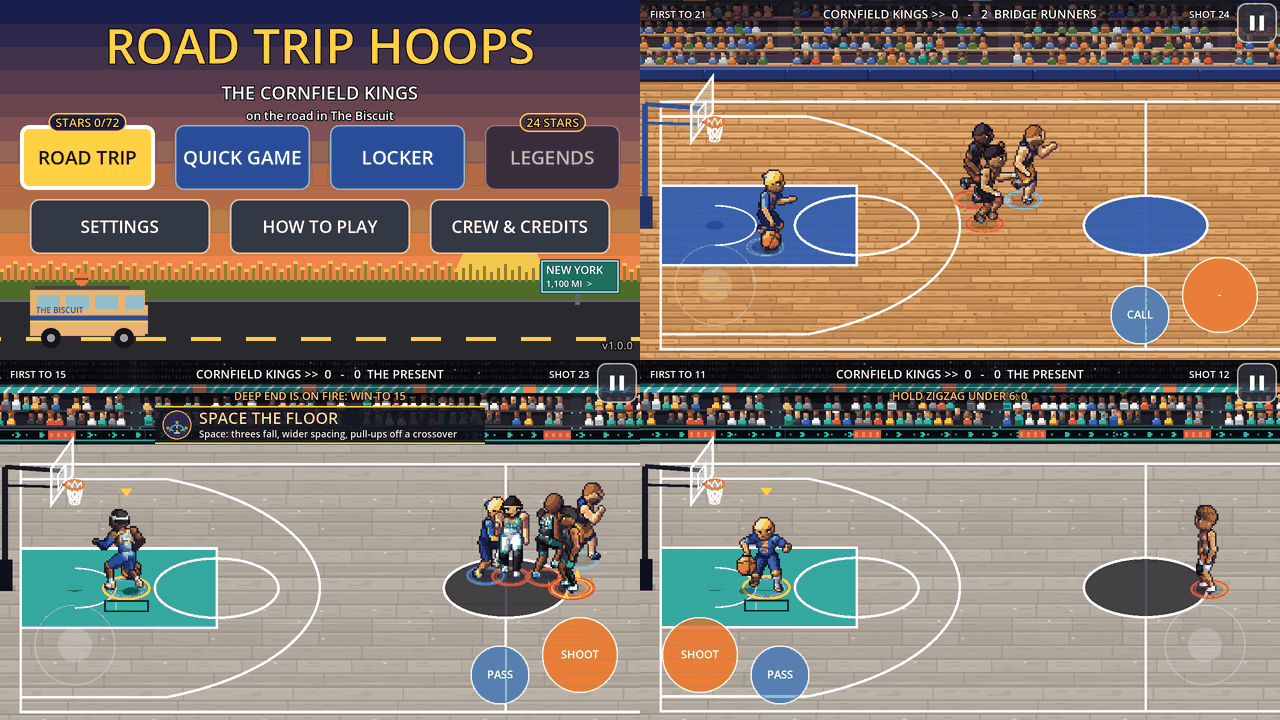 ROAD TRIP HOOPS
THE CORNFIELD KINGS
on the road in The Biscuit
STARS 0/72
24 STARS
ROAD TRIP
QUICK GAME
LOCKER
LEGENDS
SETTINGS
HOW TO PLAY
CREW & CREDITS
NEW YORK
1,100 MI >
THE BISCUIT
v1.0.0
FIRST TO 21
CORNFIELD KINGS >> 0 - 2 BRIDGE RUNNERS
SHOT 24
CALL
-
FIRST TO 15
CORNFIELD KINGS >> 0 - 0 THE PRESENT
SHOT 23
DEEP END IS ON FIRE: WIN TO 15
SPACE THE FLOOR
Space: threes fall, wider spacing, pull-ups off a crossover
SHOOT
PASS
FIRST TO 11
CORNFIELD KINGS >> 0 - 0 THE PRESENT
SHOT 12
HOLD ZIGZAG UNDER 6: 0
SHOOT
PASS